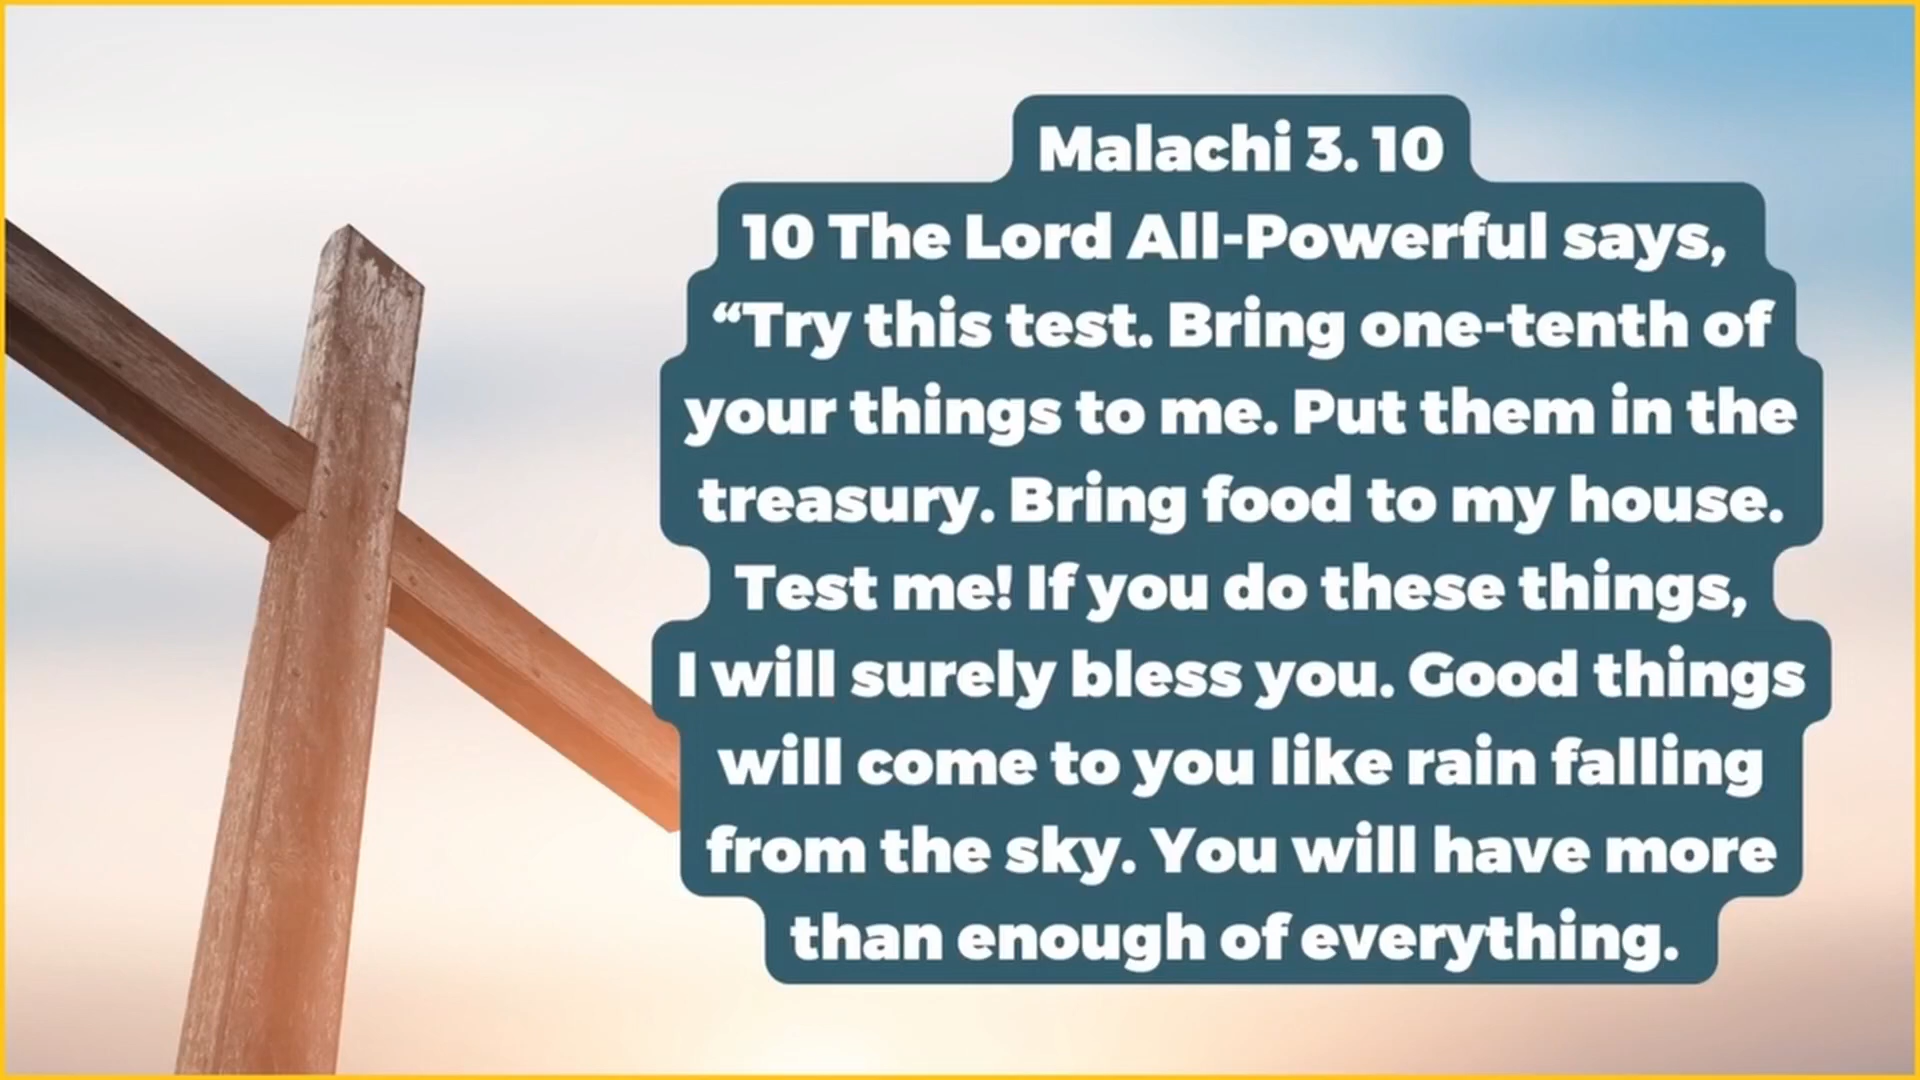 Malachi 3. 10
10 The Lord All-Powerful says,
“Try this test. Bring one-tenth of
your things to me. Put them in the
treasury. Bring food to my house.
Test me! If you do these things,
I will surely bless you. Good things
will come to you like rain falling
from the sky. You will have more
than enough of everything.